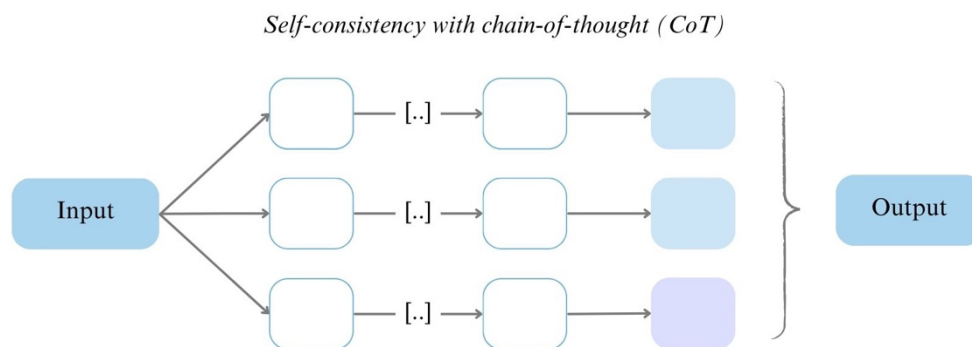 Self-consistency with chain-of-thought (CoT)
[..]
Input
[..]
Output
[..]